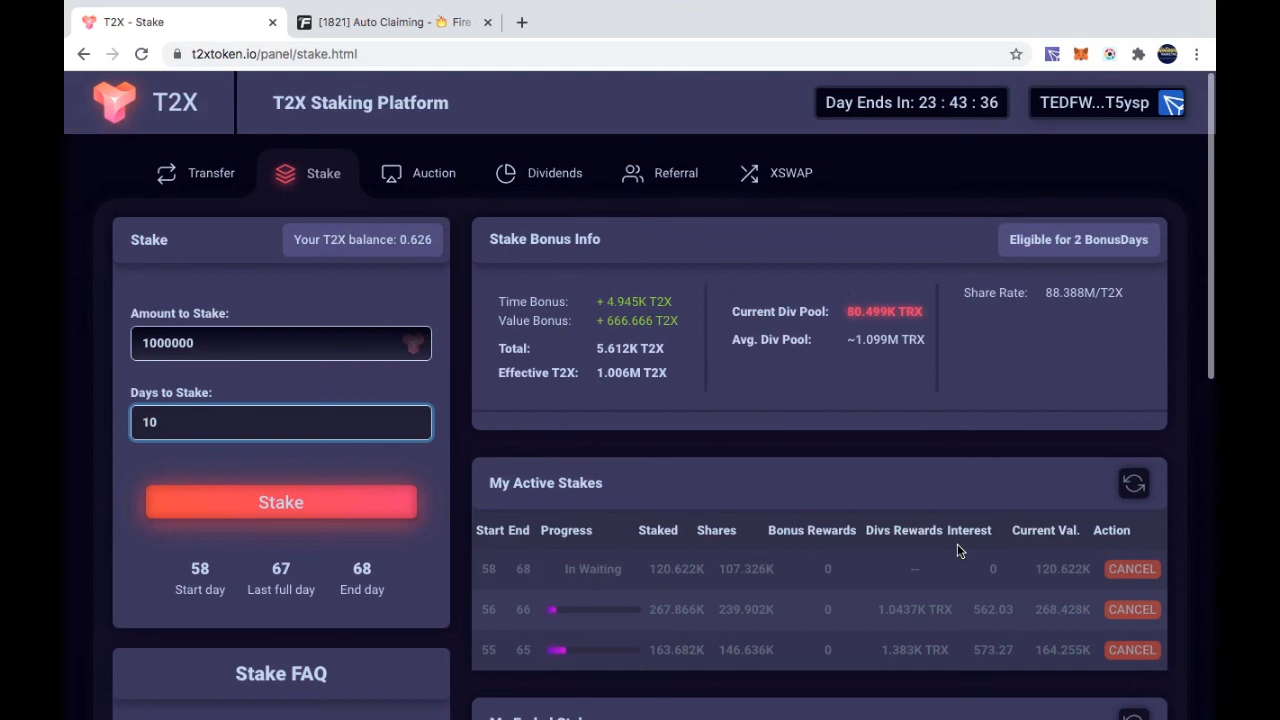 T2X - Stake
[1821] Auto Claiming - 🔥 Fire
t2xtoken.io/panel/stake.html
T2X
T2X Staking Platform
Day Ends In: 23 : 43 : 36
TEDFW...T5ysp
Transfer
Stake
Auction
Dividends
Referral
XSWAP
Stake
Your T2X balance: 0.626
Amount to Stake:
1000000
Days to Stake:
10
Stake
58 67 68
Start day Last full day End day
Stake FAQ
Stake Bonus Info
Eligible for 2 BonusDays
Time Bonus: + 4.945K T2X
Value Bonus: + 666.666 T2X
Total: 5.612K T2X
Effective T2X: 1.006M T2X
Current Div Pool: 80.499K TRX
Avg. Div Pool: ~1.099M TRX
Share Rate: 88.388M/T2X
My Active Stakes
Start End Progress Staked Shares Bonus Rewards Divs Rewards Interest Current Val. Action
58 68 In Waiting 120.622K 107.326K 0 -- 0 120.622K CANCEL
56 66 267.866K 239.902K 0 1.0437K TRX 562.03 268.428K CANCEL
55 65 163.682K 146.636K 0 1.383K TRX 573.27 164.255K CANCEL